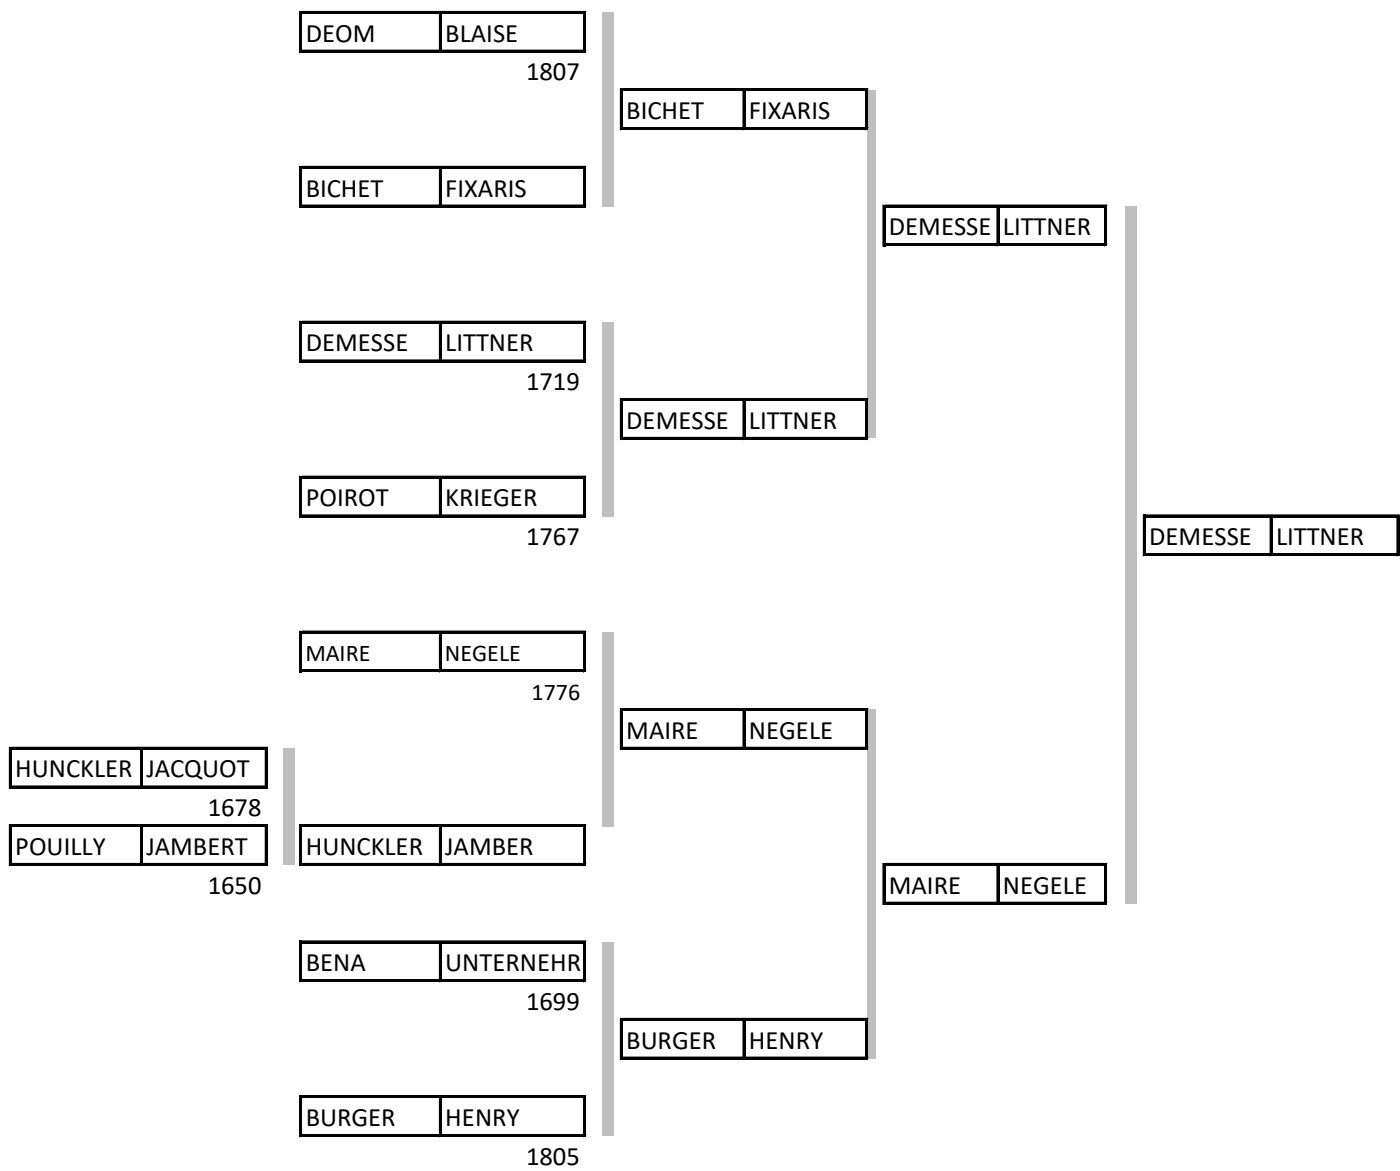 DEOM BLAISE
1807
BICHET FIXARIS
BICHET FIXARIS
DEMESSE LITTNER
DEMESSE LITTNER
1719
DEMESSE LITTNER
POIROT KRIEGER
1767
DEMESSE LITTNER
MAIRE NEGELE
1776
MAIRE NEGELE
HUNCKLER JACQUOT
1678
POUILLY JAMBERT
1650
HUNCKLER JAMBER
MAIRE NEGELE
BENA UNTERNEHR
1699
BURGER HENRY
BURGER HENRY
1805